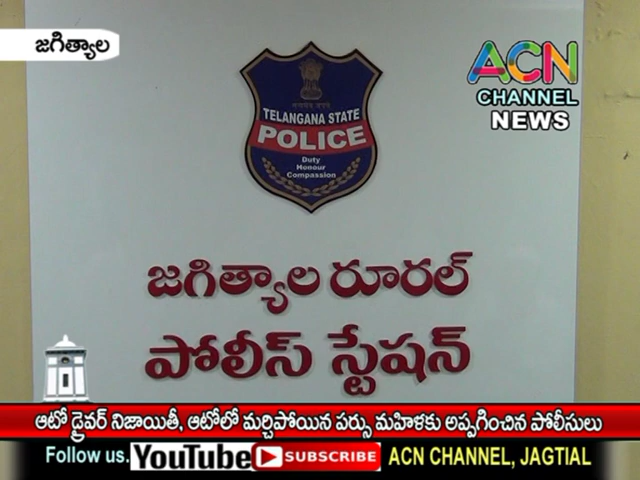 జగిత్యాల
ACN
CHANNEL
NEWS
TELANGANA STATE
POLICE
Duty
Honour
Compassion
జగిత్యాల రూరల్
పోలీస్ స్టేషన్
ఆటో డ్రైవర్ నిజాయితీ, ఆటోలో మర్చిపోయిన పర్సు మహిళకు అప్పగించిన పోలీసులు
Follow us. YouTube SUBSCRIBE ACN CHANNEL, JAGTIAL